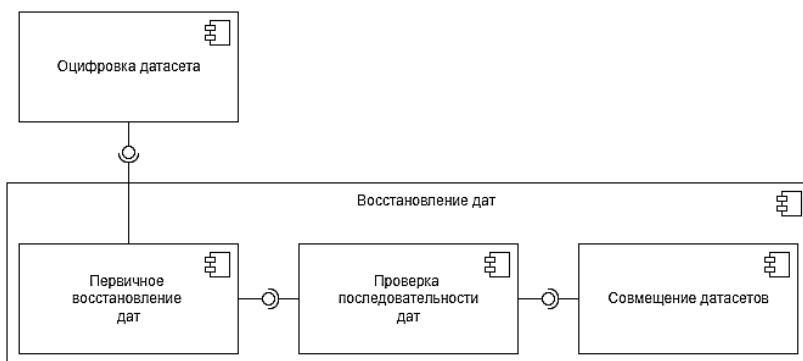 Оцифровка датасета
Восстановление дат
Первичное
восстановление
дат
Проверка
последовательности
дат
Совмещение датасетов